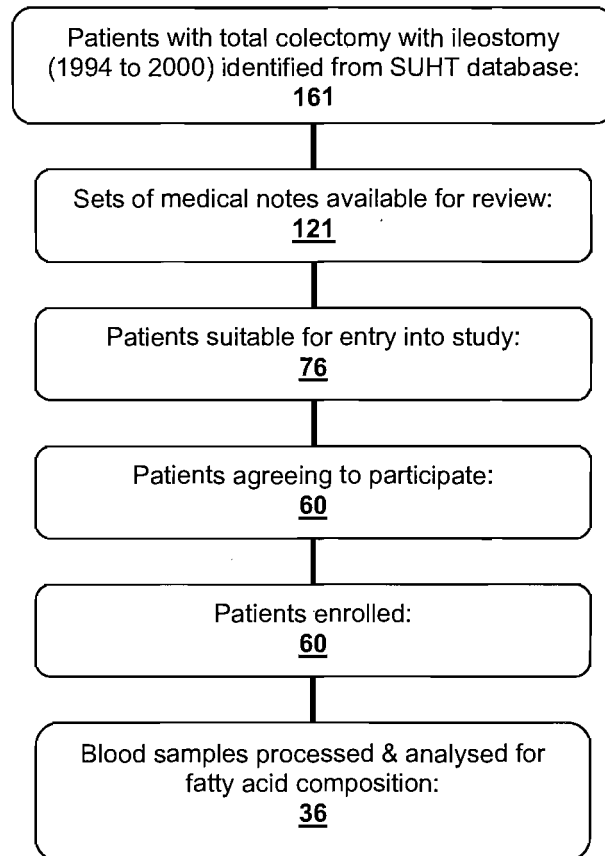 Patients with total colectomy with ileostomy
(1994 to 2000) identified from SUHT database:
161
Sets of medical notes available for review:
121
Patients suitable for entry into study:
76
Patients agreeing to participate:
60
Patients enrolled:
60
Blood samples processed & analysed for
fatty acid composition:
36